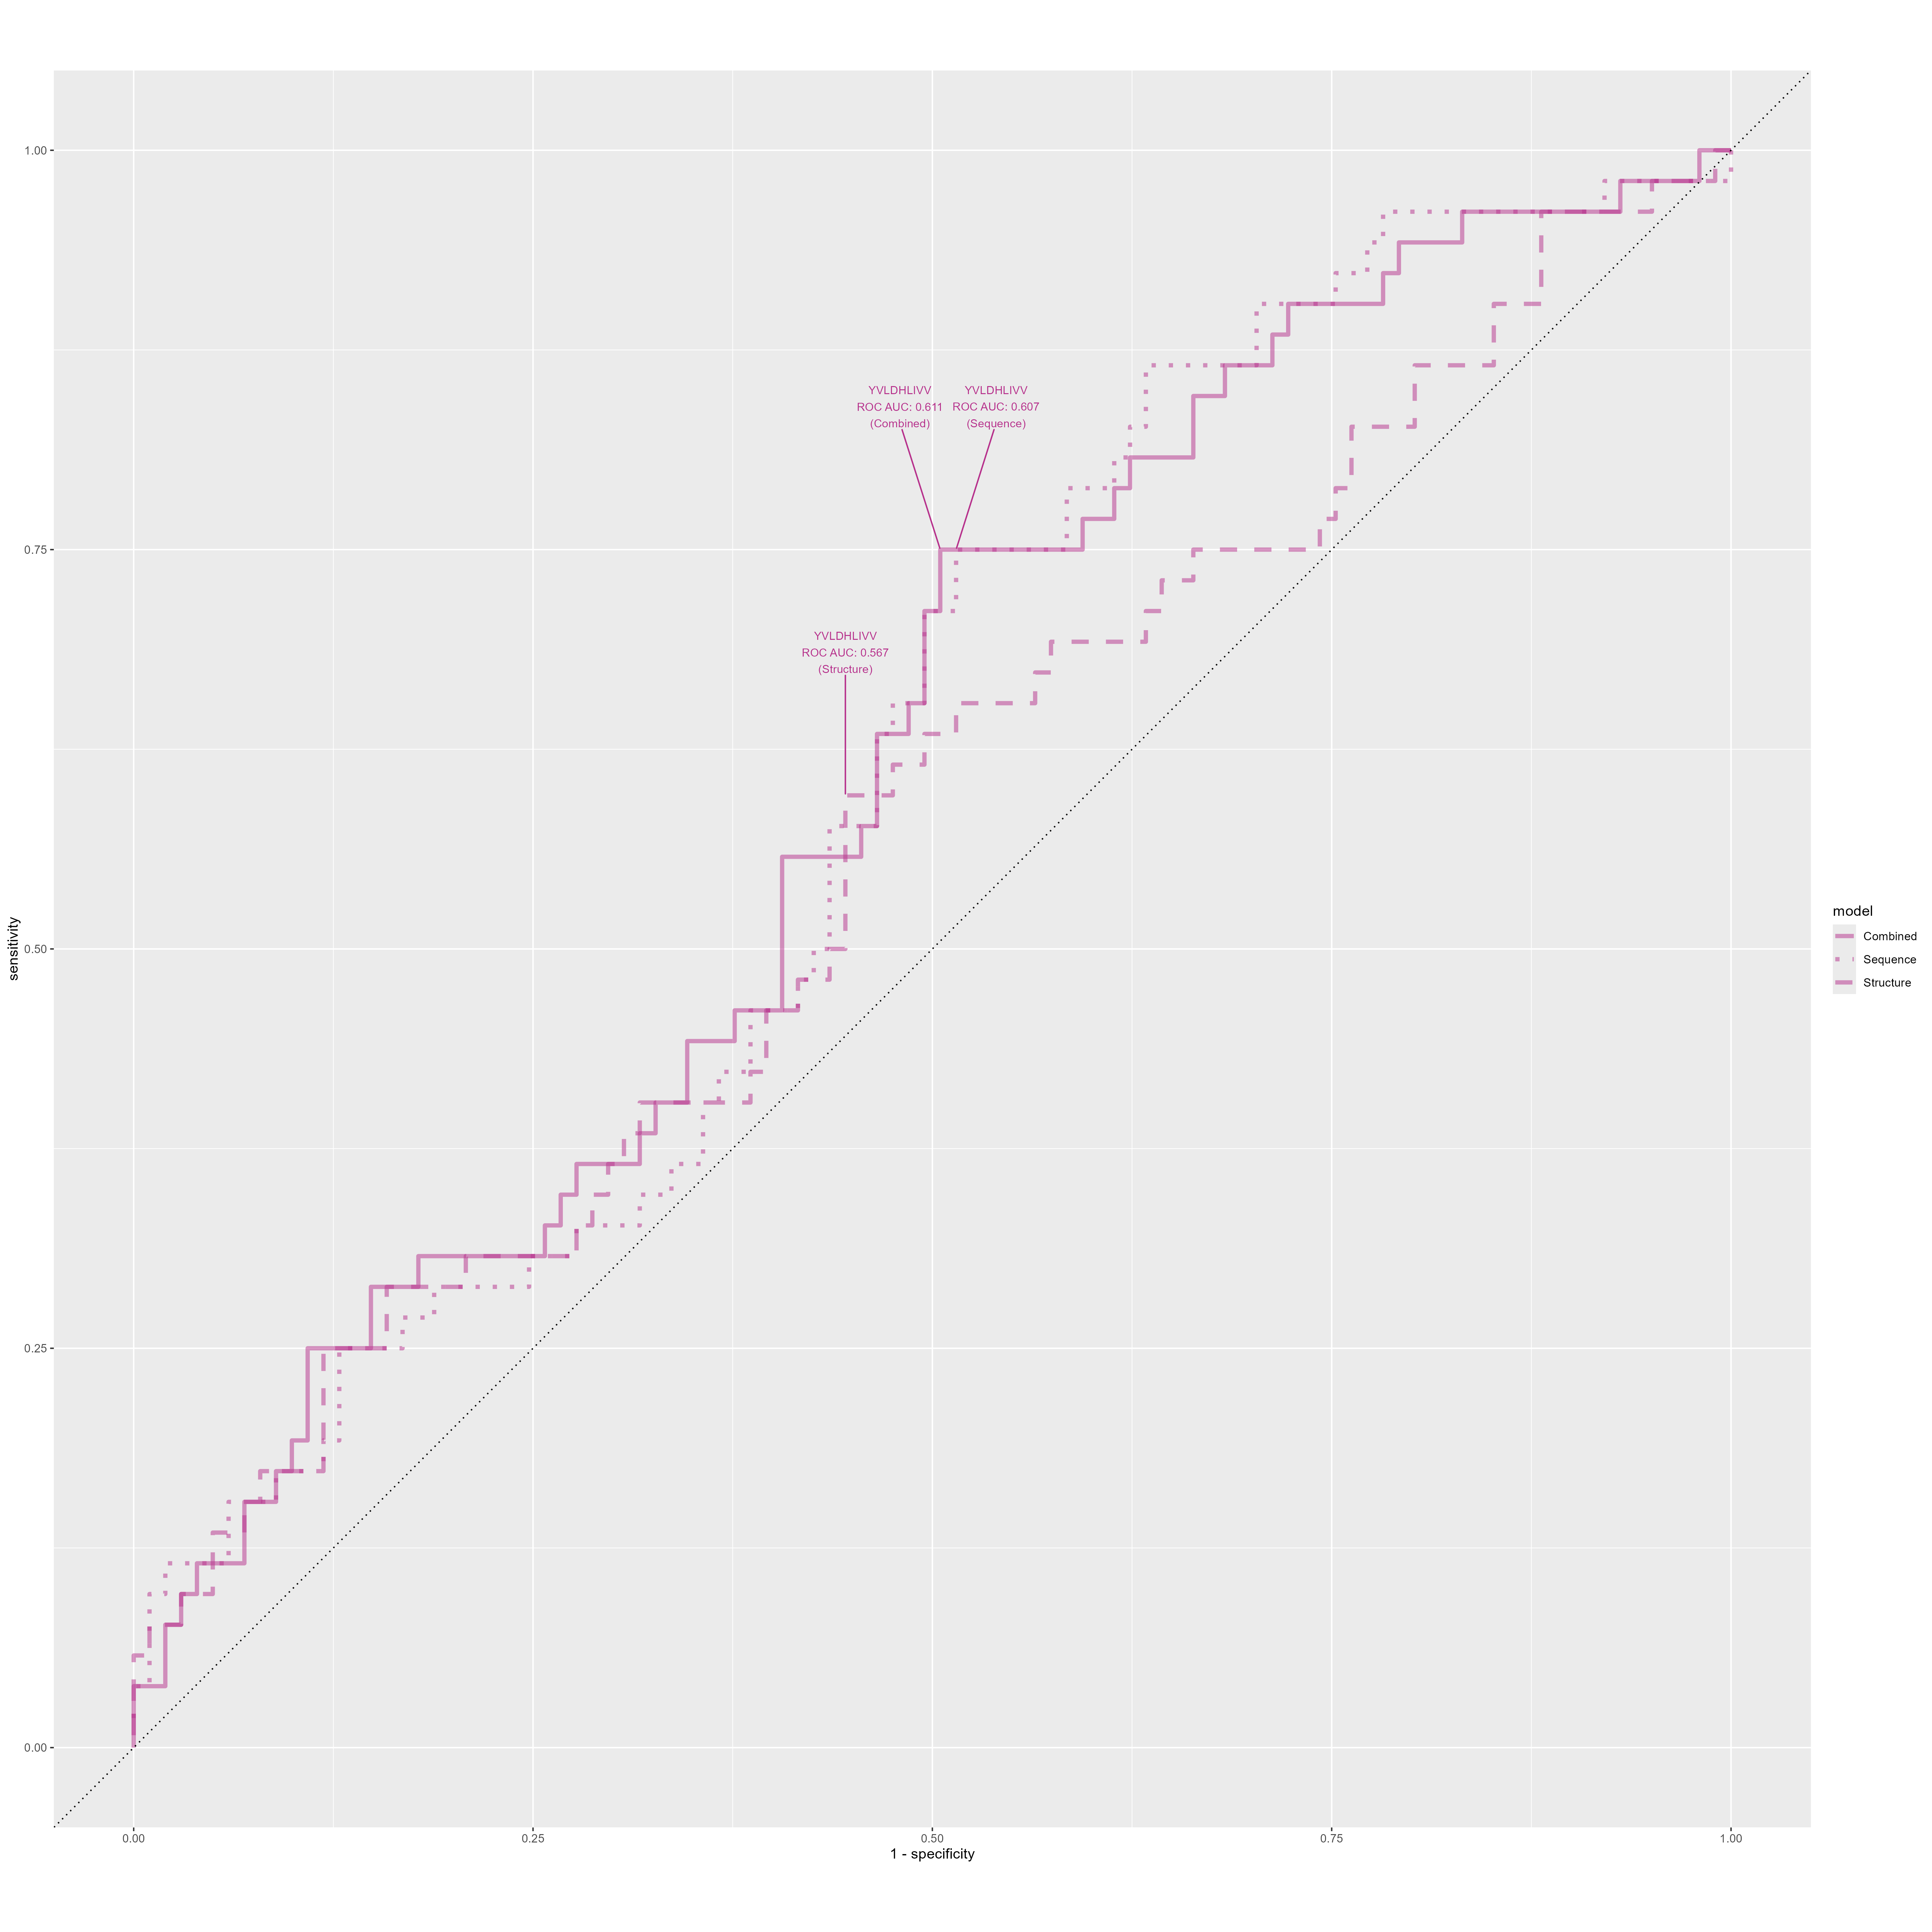 1.00
0.75
0.50
0.25
0.00
sensitivity
YVLDHLIVV
ROC AUC: 0.611
(Combined)
YVLDHLIVV
ROC AUC: 0.607
(Sequence)
YVLDHLIVV
ROC AUC: 0.567
(Structure)
0.00
0.25
0.50
0.75
1.00
1 - specificity
model
Combined
Sequence
Structure